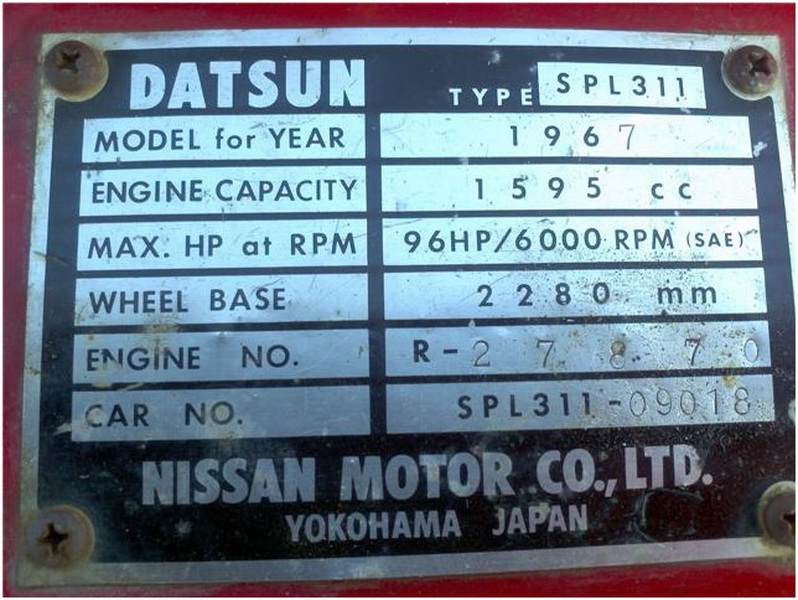 DATSUN TYPE SPL311
MODEL for YEAR 1967
ENGINE CAPACITY 1595 cc
MAX. HP at RPM 96HP/6000 RPM (SAE)
WHEEL BASE 2280 mm
ENGINE NO. R-27870
CAR NO. SPL311-09018
NISSAN MOTOR CO., LTD.
YOKOHAMA JAPAN